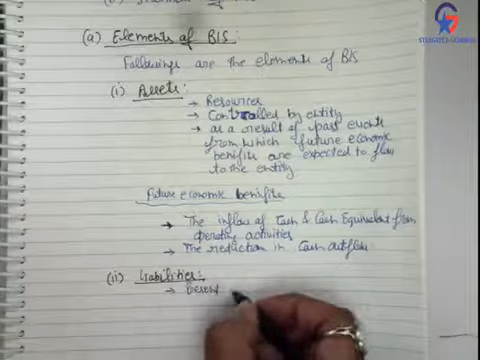 (a) Elements of B/S :
Followings are the elements of B/S
(i) Assets :
→ Resources
→ Controlled by entity
→ as a result of past events
from which future economic
benefits are expected to flow
to the entity
Future economic benefits
→ The inflow of Cash & Cash Equivalent from
operating activities
→ The reduction in Cash outflow
(ii) Liabilities :
→ Present